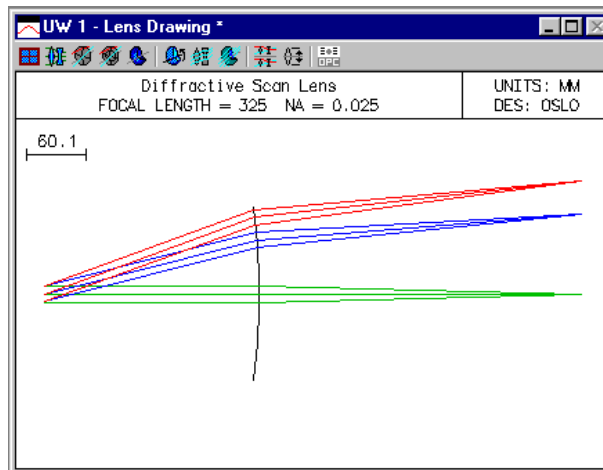 UW 1 - Lens Drawing *
Diffractive Scan Lens
FOCAL LENGTH = 325 NA = 0.025
UNITS: MM
DES: OSLO
60.1